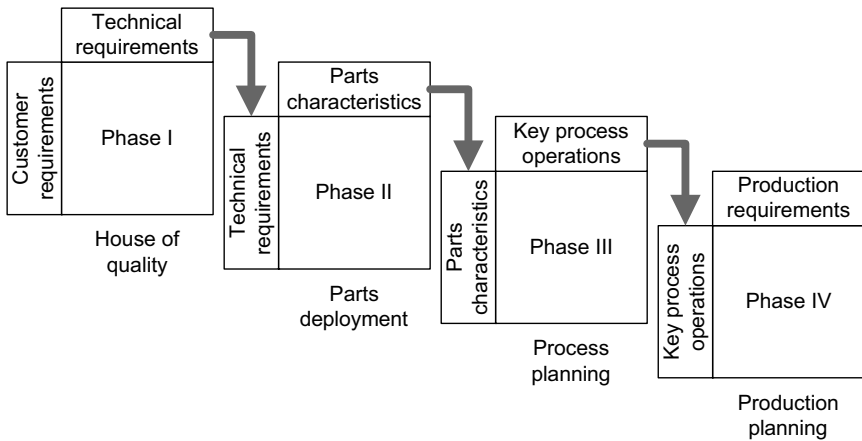 Technical
requirements
Customer
requirements
Phase I
House of
quality
Parts
characteristics
Technical
requirements
Phase II
Parts
deployment
Key process
operations
Parts
characteristics
Phase III
Process
planning
Production
requirements
Key process
operations
Phase IV
Production
planning